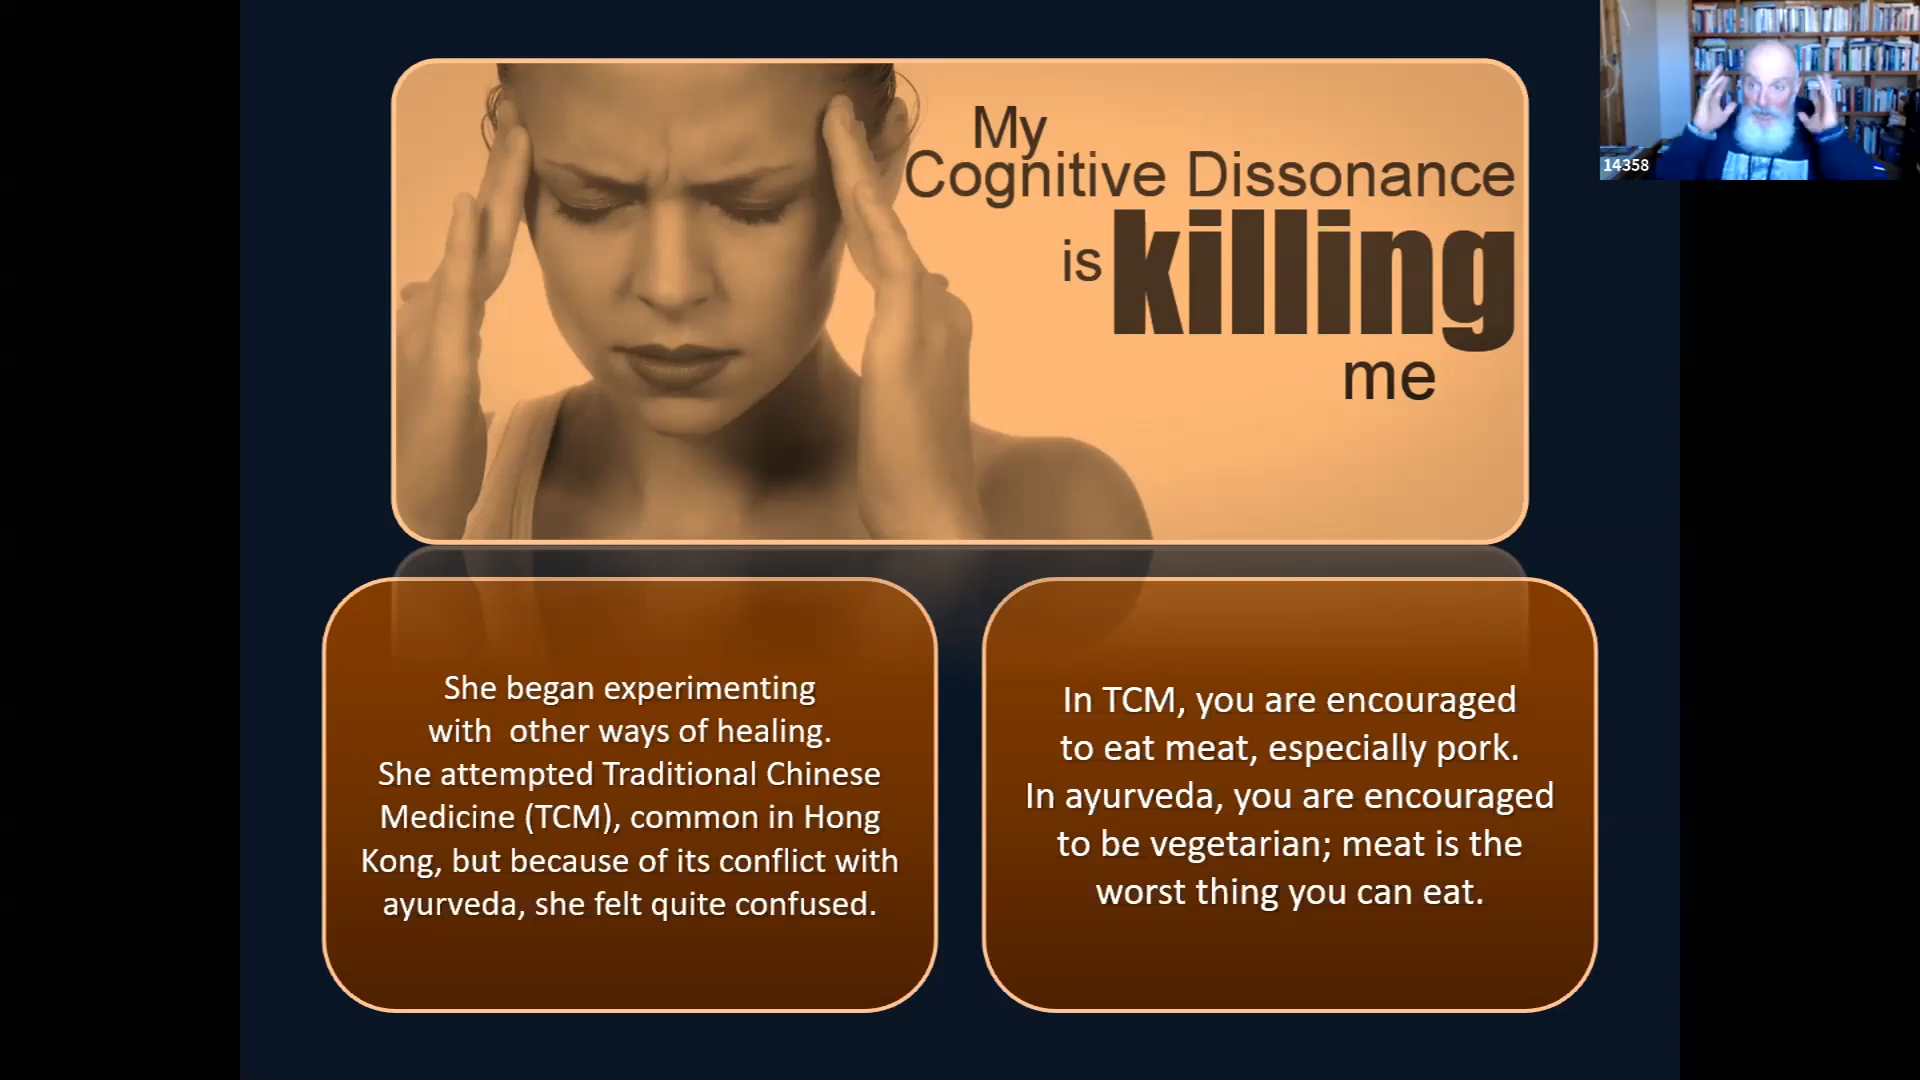 My
Cognitive Dissonance
is killing
me
14358
She began experimenting
with  other ways of healing.
She attempted Traditional Chinese
Medicine (TCM), common in Hong
Kong, but because of its conflict with
ayurveda, she felt quite confused.
In TCM, you are encouraged
to eat meat, especially pork.
In ayurveda, you are encouraged
to be vegetarian; meat is the
worst thing you can eat.